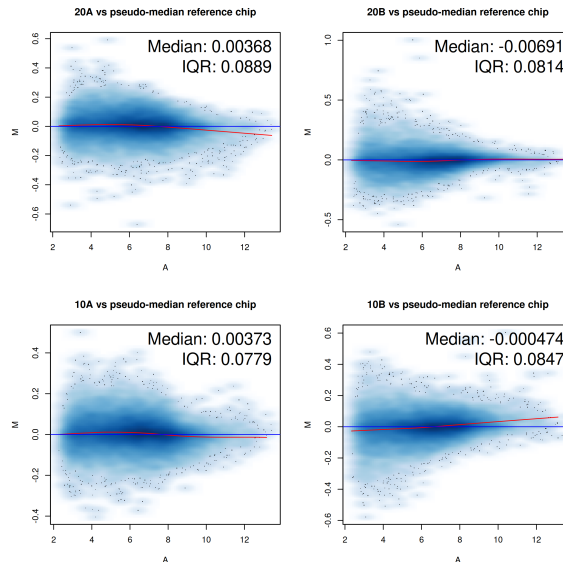 20A vs pseudo-median reference chip
Median: 0.00368
IQR: 0.0889
M
0.6
0.4
0.2
0.0
-0.2
-0.4
-0.6
2 4 6 8 10 12
A
20B vs pseudo-median reference chip
Median: -0.00691
IQR: 0.0814
M
1.0
0.5
0.0
-0.5
2 4 6 8 10 12
A
10A vs pseudo-median reference chip
Median: 0.00373
IQR: 0.0779
M
0.4
0.2
0.0
-0.2
-0.4
2 4 6 8 10 12
A
10B vs pseudo-median reference chip
Median: -0.000474
IQR: 0.0847
M
0.6
0.4
0.2
0.0
-0.2
-0.4
-0.6
2 4 6 8 10 12
A